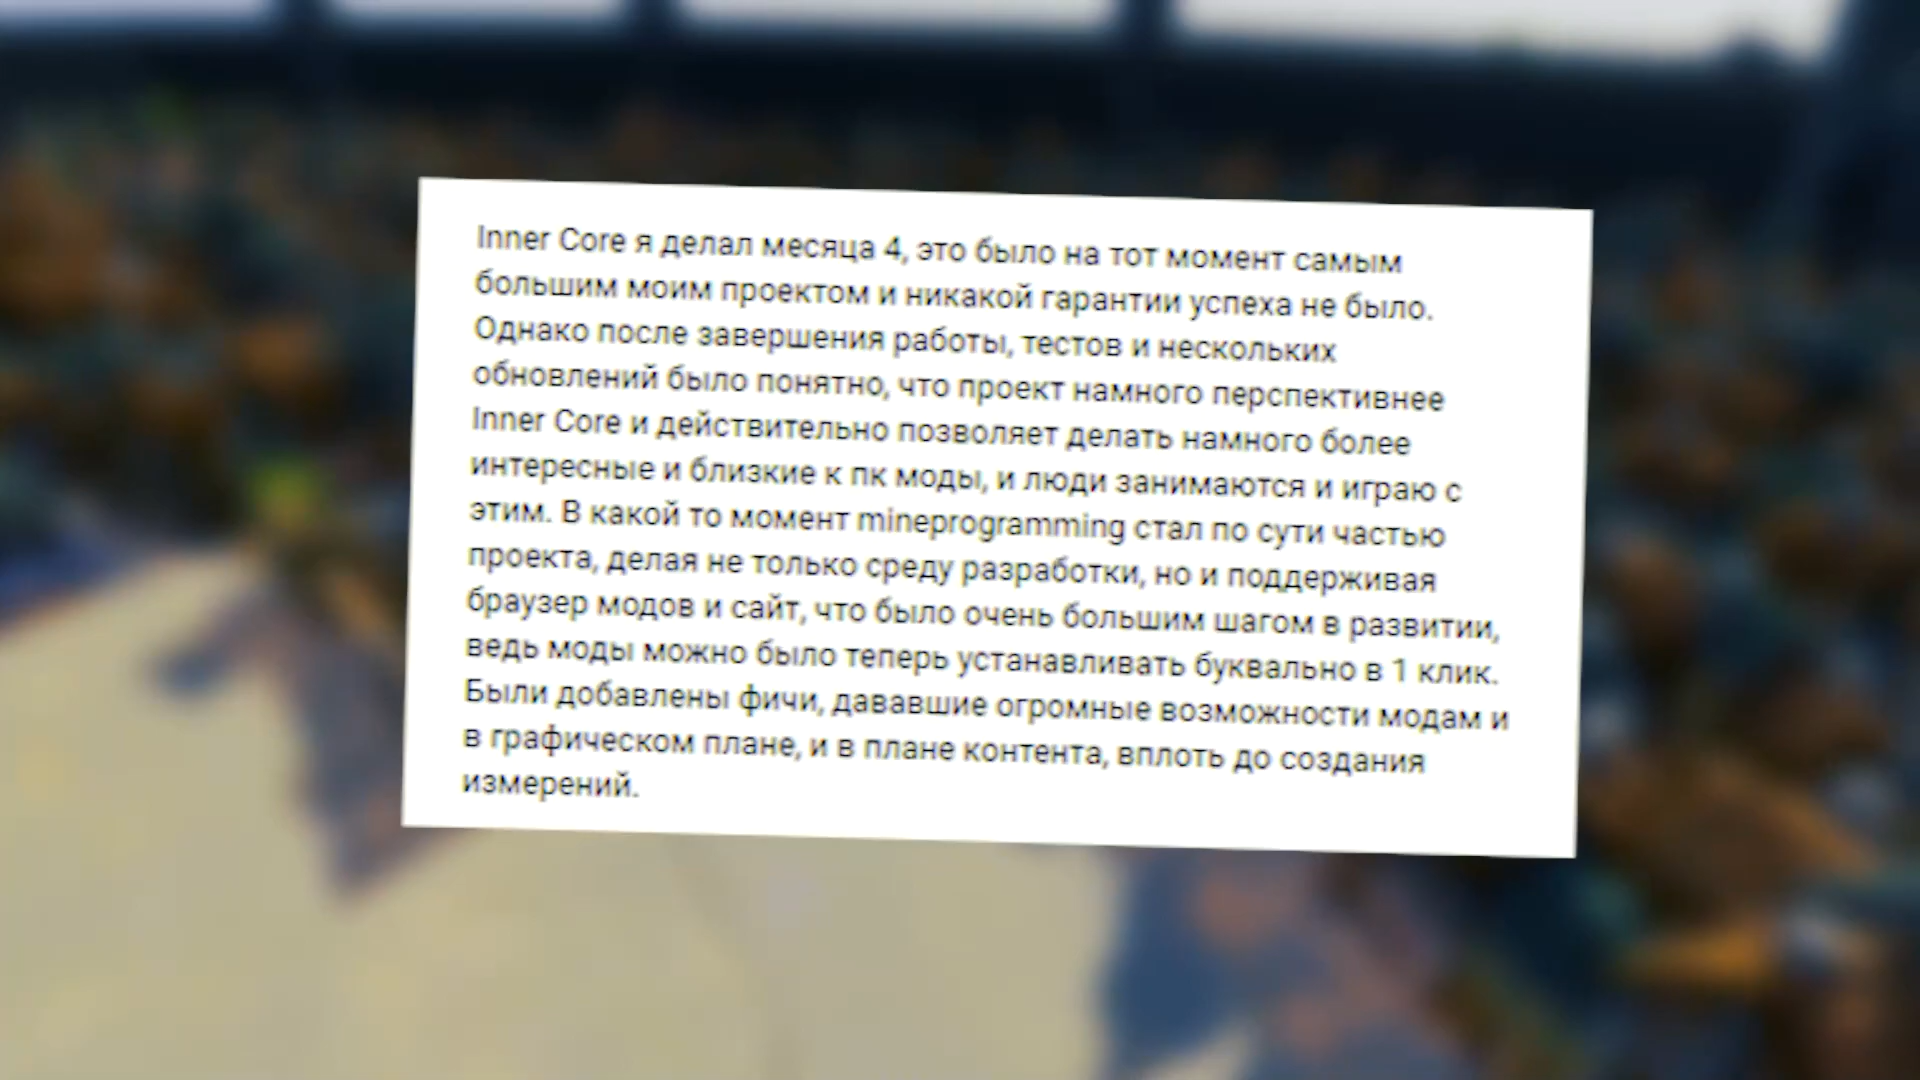 Inner Core я делал месяца 4, это было на тот момент самым
большим моим проектом и никакой гарантии успеха не было.
Однако после завершения работы, тестов и нескольких
обновлений было понятно, что проект намного перспективнее
Inner Core и действительно позволяет делать намного более
интересные и близкие к пк моды, и люди занимаются и играю с
этим. В какой то момент mineprogramming стал по сути частью
проекта, делая не только среду разработки, но и поддерживая
браузер модов и сайт, что было очень большим шагом в развитии,
ведь моды можно было теперь устанавливать буквально в 1 клик.
Были добавлены фичи, дававшие огромные возможности модам и
в графическом плане, и в плане контента, вплоть до создания
измерений.